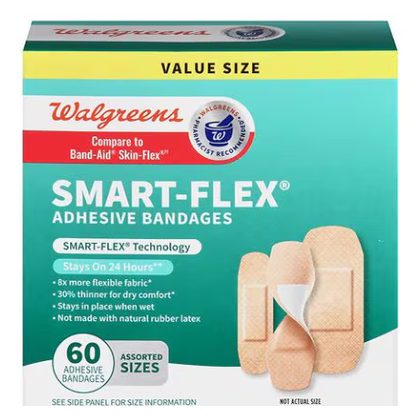 VALUE SIZE
Walgreens
WALGREENS
PHARMACIST RECOMMENDED
Compare to
Band-Aid® Skin-Flex®††
SMART-FLEX®
ADHESIVE BANDAGES
SMART-FLEX® Technology
Stays On 24 Hours**
• 8x more flexible fabric*
• 30% thinner for dry comfort*
• Stays in place when wet
• Not made with natural rubber latex
60
ADHESIVE
BANDAGES
ASSORTED
SIZES
SEE SIDE PANEL FOR SIZE INFORMATION
NOT ACTUAL SIZE